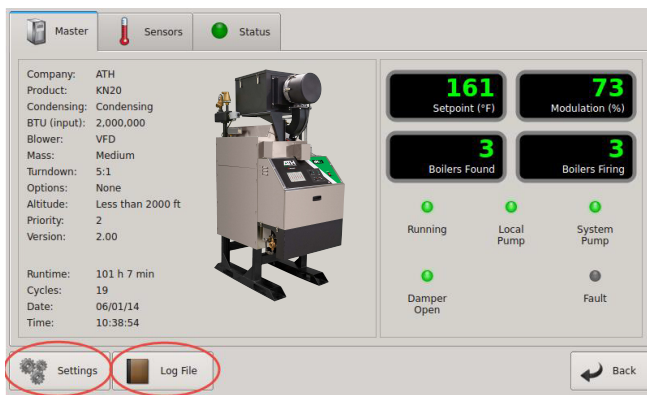 Master
Sensors
Status
Company: ATH
Product: KN20
Condensing: Condensing
BTU (input): 2,000,000
Blower: VFD
Mass: Medium
Turndown: 5:1
Options: None
Altitude: Less than 2000 ft
Priority: 2
Version: 2.00
Runtime: 101 h 7 min
Cycles: 19
Date: 06/01/14
Time: 10:38:54
ATH
161
Setpoint (°F)
73
Modulation (%)
3
Boilers Found
3
Boilers Firing
Running
Local
Pump
System
Pump
Damper
Open
Fault
Settings
Log File
Back